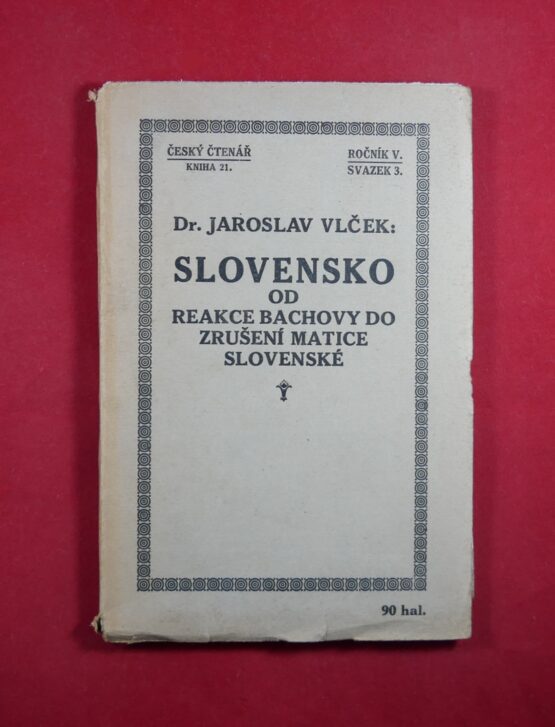 ČESKÝ ČTENÁŘ
KNIHA 21.
ROČNÍK V.
SVAZEK 3.
Dr. JAROSLAV VLČEK:
SLOVENSKO
OD
REAKCE BACHOVY DO
ZRUŠENÍ MATICE
SLOVENSKÉ
90 hal.